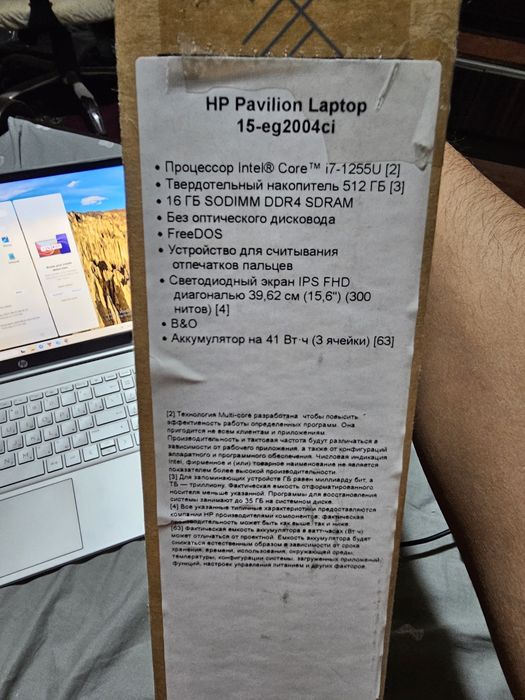 HP Pavilion Laptop
15-eg2004ci
• Процессор Intel® Core™ i7-1255U [2]
• Твердотельный накопитель 512 ГБ [3]
• 16 ГБ SODIMM DDR4 SDRAM
• Без оптического дисковода
• FreeDOS
• Устройство для считывания
отпечатков пальцев
• Светодиодный экран IPS FHD
диагональю 39,62 см (15,6") (300
нитов) [4]
• B&O
• Аккумулятор на 41 Вт·ч (3 ячейки) [63]
[2] Технология Multi-core разработана чтобы повысить
эффективность работы определенных программ. Она
пригодится не всем клиентам и приложениям.
Производительность и тактовая частота будут различаться в
зависимости от рабочего приложения, а также от конфигураций
аппаратного и программного обеспечения. Числовая индикация
Intel, фирменное и (или) товарное наименование не является
показателем более высокой производительности.
[3] Для запоминающих устройств ГБ равен миллиарду бит, а
ТБ — триллиону. Фактическая емкость отформатированного
носителя меньше указанной. Программы для восстановления
системы занимают до 35 ГБ на системном диске.
[4] Все указанные типичные характеристики предоставляются
компании HP производителями компонентов; фактическая
производительность может быть как выше, так и ниже.
[63] Фактическая емкость аккумулятора в ватт-часах (Вт·ч)
может отличаться от проектной. Емкость аккумулятора будет
снижаться естественным образом в зависимости от срока
хранения, времени, использования, окружающей среды,
температуры, конфигурации системы, загруженных приложений,
функций, настроек управления питанием и других факторов.